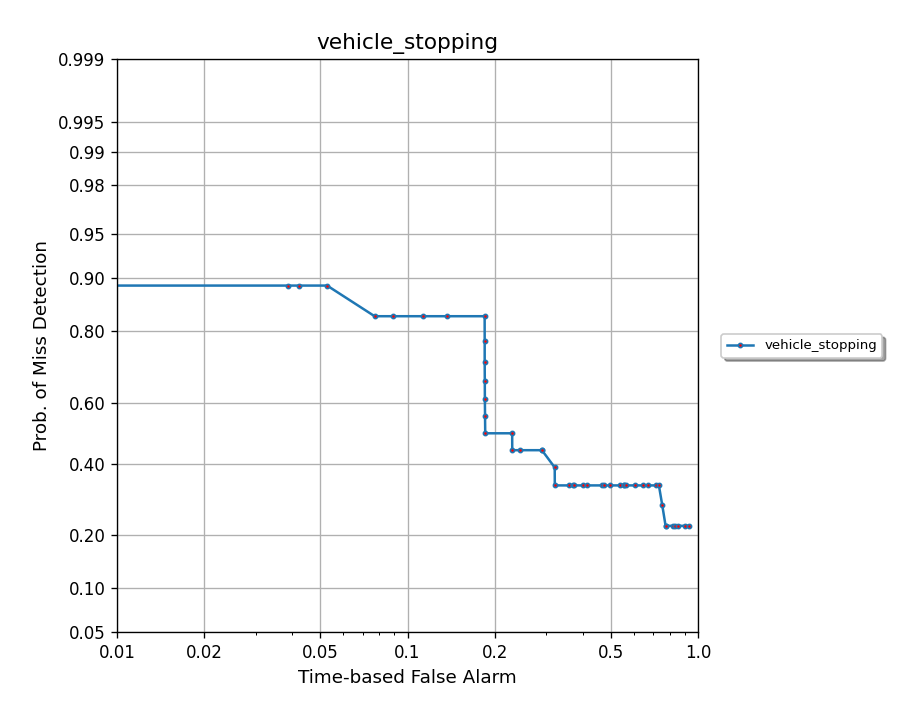 vehicle_stopping
0.999
0.995
0.99
0.98
0.95
0.90
0.80
0.60
0.40
0.20
0.10
0.05
Prob. of Miss Detection
0.01 0.02 0.05 0.1 0.2 0.5 1.0
Time-based False Alarm
vehicle_stopping